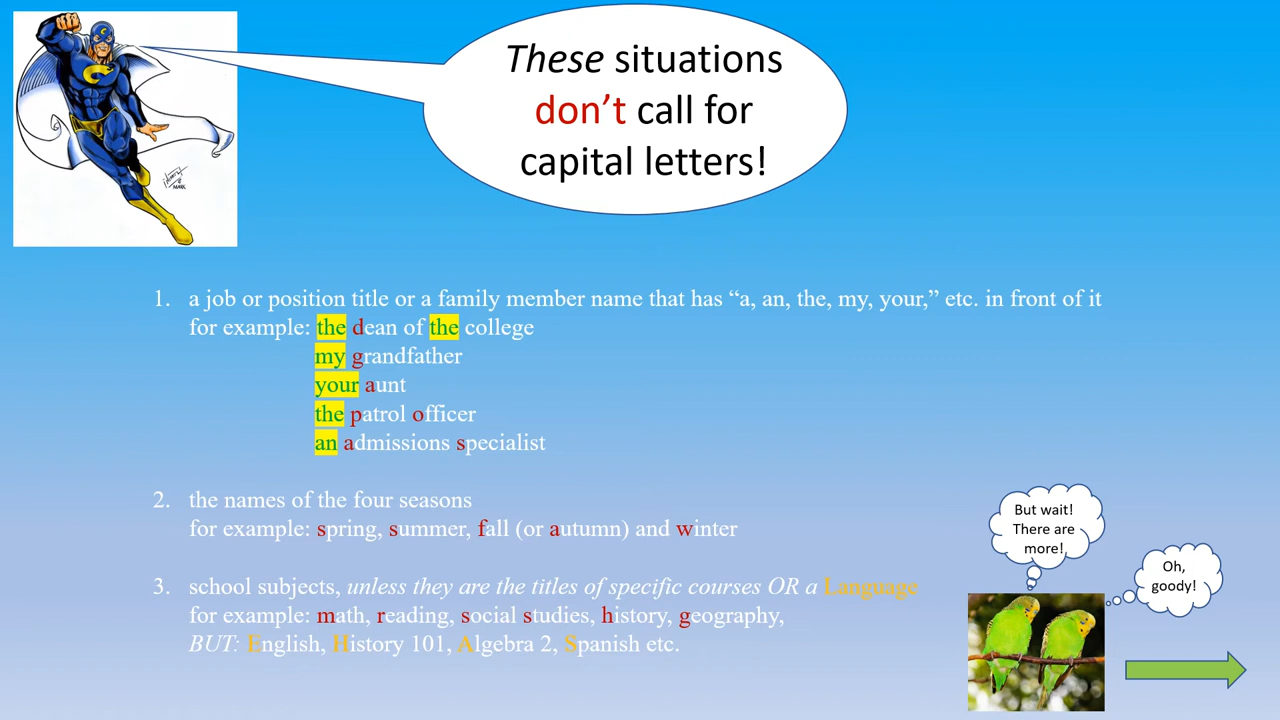 These situations
don't call for
capital letters!
1. a job or position title or a family member name that has “a, an, the, my, your,” etc. in front of it
for example: the dean of the college
my grandfather
your aunt
the patrol officer
an admissions specialist
2. the names of the four seasons
for example: spring, summer, fall (or autumn) and winter
3. school subjects, unless they are the titles of specific courses OR a Language
for example: math, reading, social studies, history, geography,
BUT: English, History 101, Algebra 2, Spanish etc.
But wait!
There are
more!
Oh,
goody!